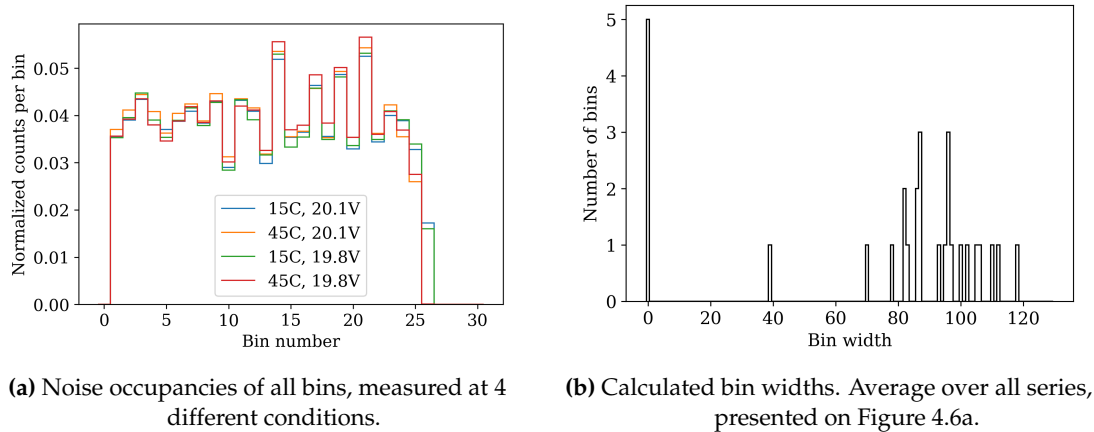 Normalized counts per bin
0.05
0.04
0.03
0.02
0.01
0.00
15C, 20.1V
45C, 20.1V
15C, 19.8V
45C, 19.8V
0 5 10 15 20 25 30
Bin number
(a) Noise occupancies of all bins, measured at 4
different conditions.
Number of bins
5
4
3
2
1
0
0 20 40 60 80 100 120
Bin width
(b) Calculated bin widths. Average over all series,
presented on Figure 4.6a.